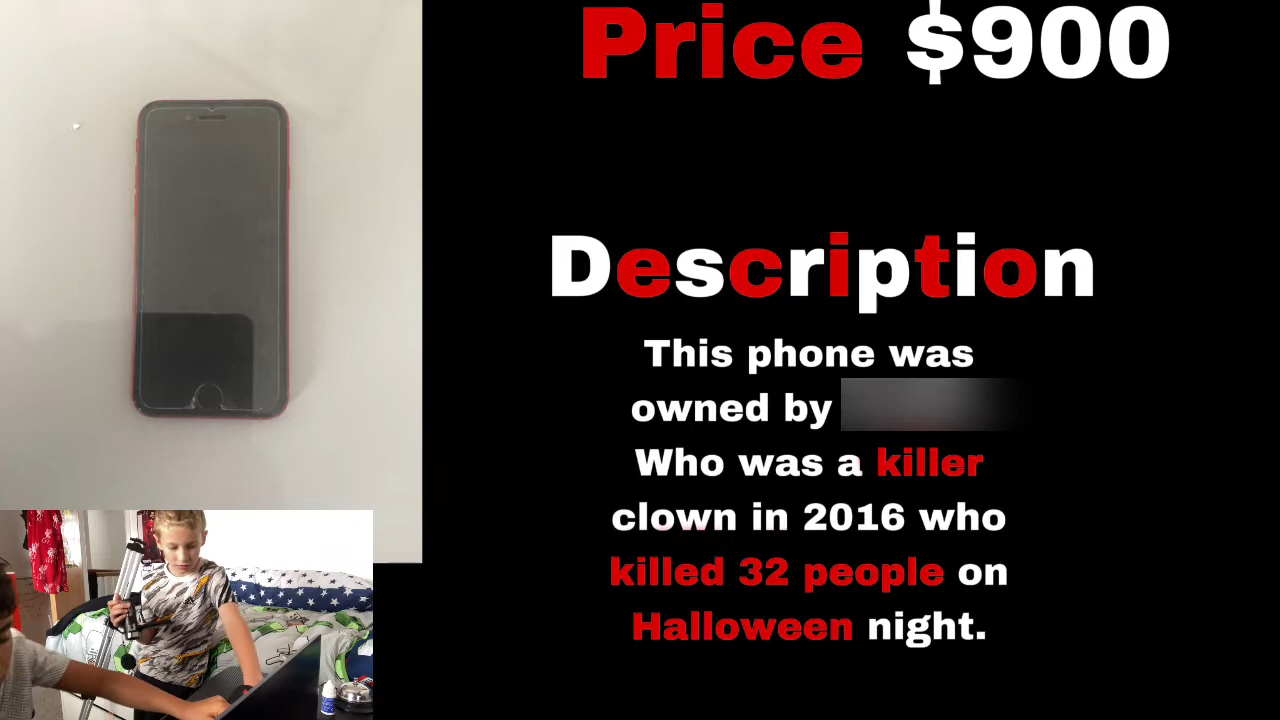 Price $900
Description
This phone was
owned by
Who was a killer
clown in 2016 who
killed 32 people on
Halloween night.